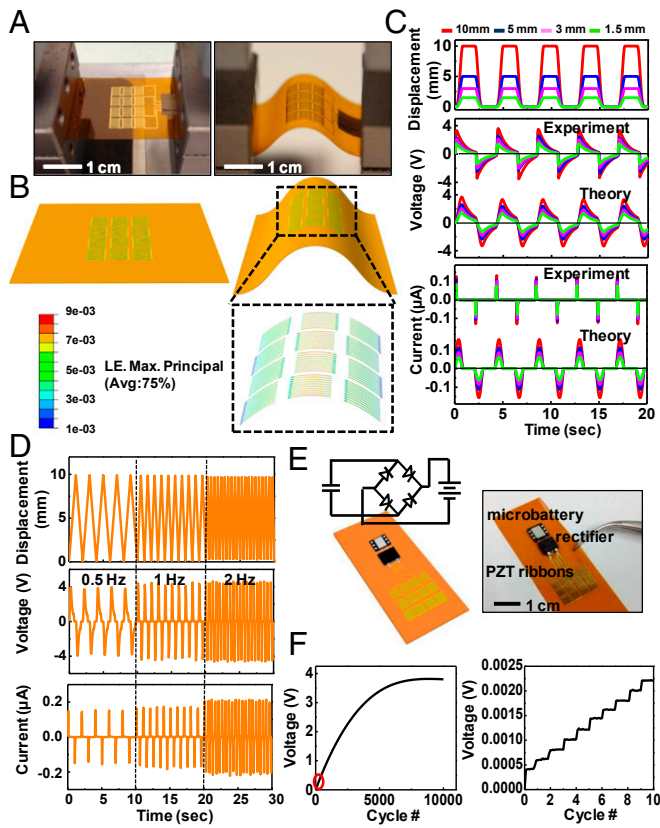 A
1 cm
1 cm
B
9e-03
7e-03
5e-03
3e-03
1e-03
LE. Max. Principal
(Avg:75%)
C
10mm 5 mm 3 mm 1.5 mm
Displacement
(mm)
10
5
0
Voltage (V)
4
0
-4
Experiment
4
0
-4
Theory
Current (μA)
0.1
0.0
-0.1
Experiment
0.1
0.0
-0.1
Theory
0 5 10 15 20
Time (sec)
D
Displacement
(mm)
10
5
0
Voltage (V)
4
0
-4
0.5 Hz 1 Hz 2 Hz
Current (μA)
0.2
0.0
-0.2
0 5 10 15 20 25 30
Time (sec)
E
microbattery
rectifier
PZT ribbons
1 cm
F
Voltage (V)
4
3
2
1
0
0 5000 10000
Cycle #
Voltage (V)
0.0025
0.0020
0.0015
0.0010
0.0005
0.0000
0 2 4 6 8 10
Cycle #